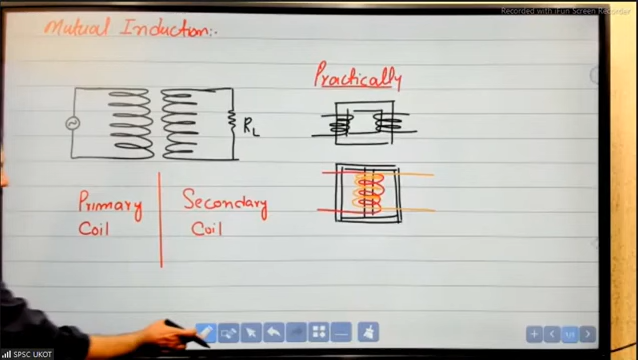 Recorded with iFun Screen Recorder
Mutual Induction:-
Practically
RL
Primary
Coil
Secondary
Coil
SPSC UKOT